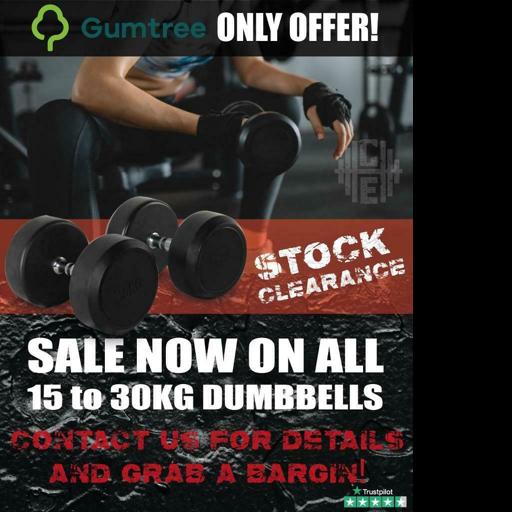 Gumtree ONLY OFFER!
C
E
STOCK
CLEARANCE
SALE NOW ON ALL
15 to 30KG DUMBBELLS
CONTACT US FOR DETAILS
AND GRAB A BARGIN!
Trustpilot